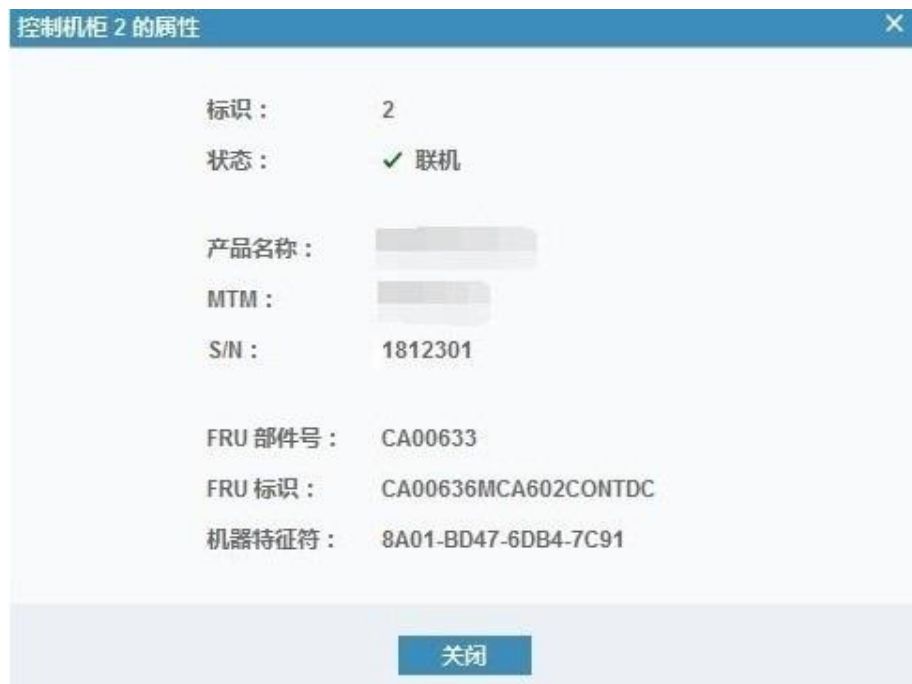 控制机柜 2 的属性
标识： 2
状态： 联机
产品名称：
MTM：
S/N： 1812301
FRU 部件号： CA00633
FRU 标识： CA00636MCA602CONTDC
机器特征符： 8A01-BD47-6DB4-7C91
关闭